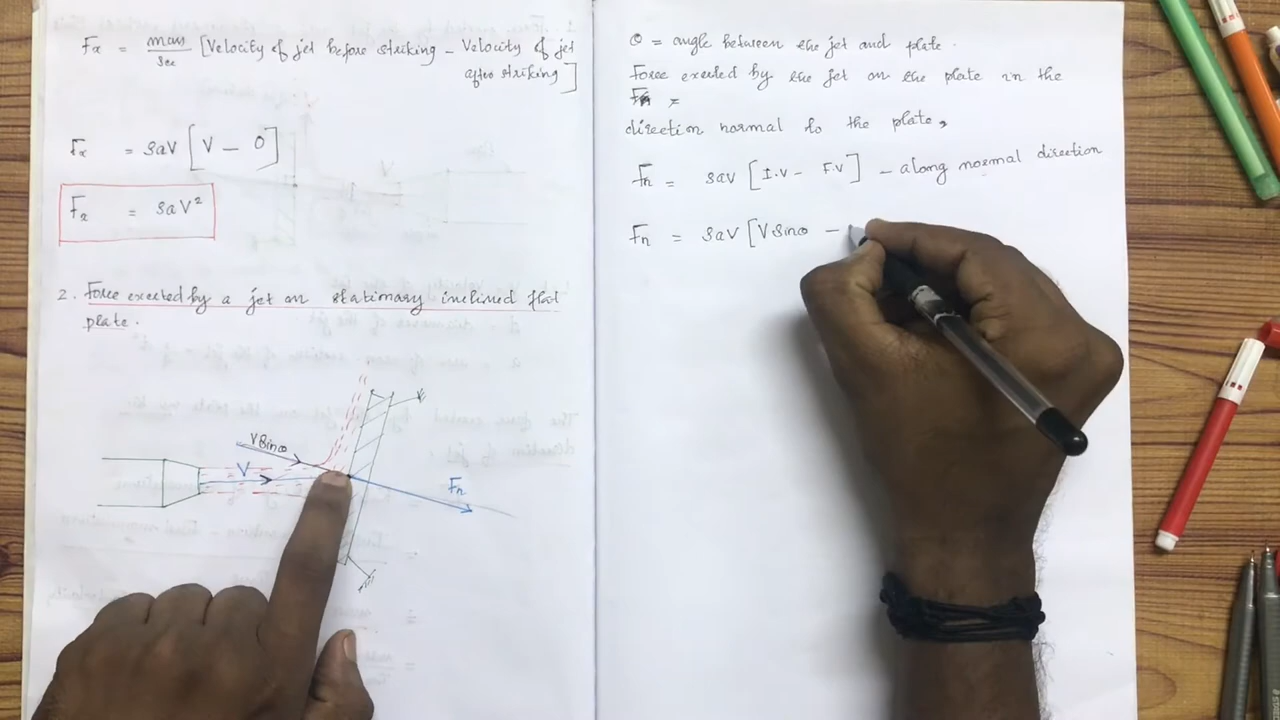 Fx = mass/sec [Velocity of jet before striking - Velocity of jet
after striking]
Fx = ρaV [V - 0]
Fx = ρaV²
2. Force exerted by a jet on stationary inclined flat
plate.
VSinθ
V
Fn
θ = angle between the jet and plate.
Force exerted by the jet on the plate in the
direction normal to the plate,
Fn = ρaV [I.V - F.V] - along normal direction
Fn = ρaV [VSinθ -